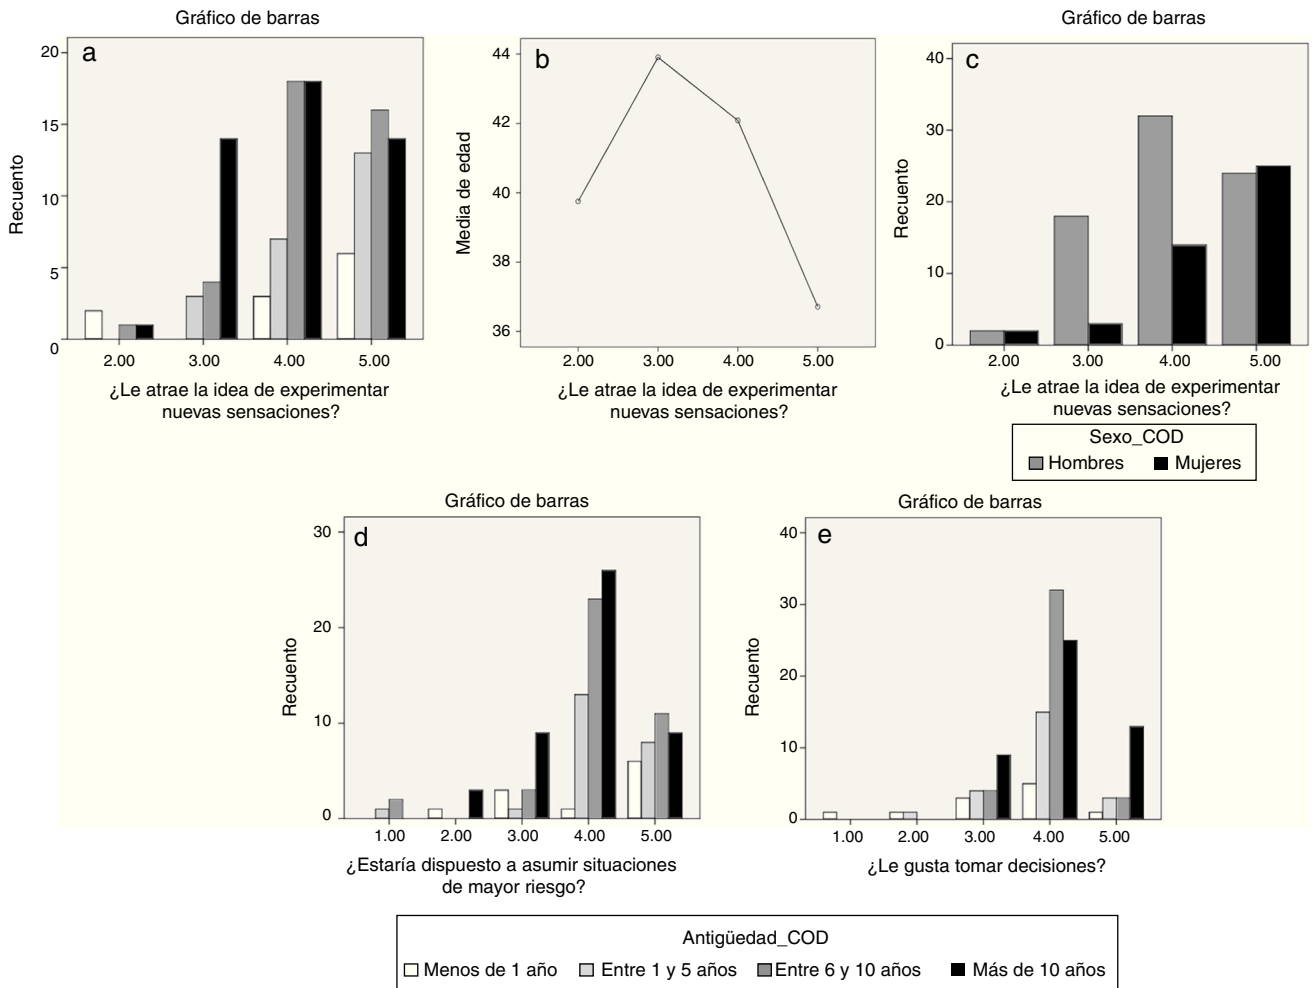 Gráfico de barras
a
20
15
10
5
0
Recuento
2.00 3.00 4.00 5.00
¿Le atrae la idea de experimentar
nuevas sensaciones?
b
44
42
40
38
36
Media de edad
2.00 3.00 4.00 5.00
¿Le atrae la idea de experimentar
nuevas sensaciones?
Gráfico de barras
c
40
30
20
10
0
Recuento
2.00 3.00 4.00 5.00
¿Le atrae la idea de experimentar
nuevas sensaciones?
Sexo_COD
Hombres Mujeres
Gráfico de barras
d
30
20
10
0
Recuento
1.00 2.00 3.00 4.00 5.00
¿Estaría dispuesto a asumir situaciones
de mayor riesgo?
Gráfico de barras
e
40
30
20
10
0
Recuento
1.00 2.00 3.00 4.00 5.00
¿Le gusta tomar decisiones?
Antigüedad_COD
Menos de 1 año Entre 1 y 5 años Entre 6 y 10 años Más de 10 años